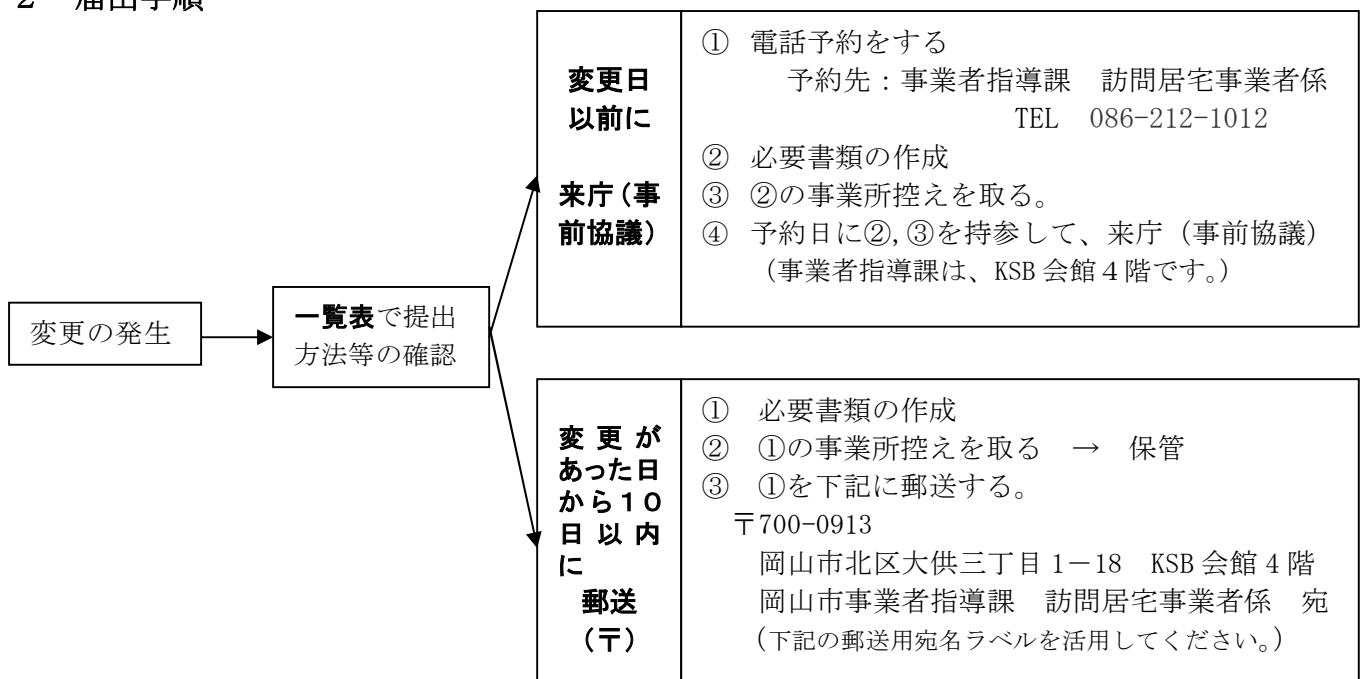 ２　届出手順
変更の発生
一覧表で提出
方法等の確認
変更日
以前に
来庁（事
前協議）
① 電話予約をする
予約先：事業者指導課　訪問居宅事業者係
TEL　086-212-1012
② 必要書類の作成
③ ②の事業所控えを取る。
④ 予約日に②,③を持参して、来庁（事前協議）
（事業者指導課は、KSB会館４階です。）
変更が
あった日
から１０
日以内
に
郵送
（〒）
① 必要書類の作成
② ①の事業所控えを取る　→　保管
③ ①を下記に郵送する。
〒700-0913
岡山市北区大供三丁目1－18　KSB会館4階
岡山市事業者指導課　訪問居宅事業者係　宛
（下記の郵送用宛名ラベルを活用してください。）